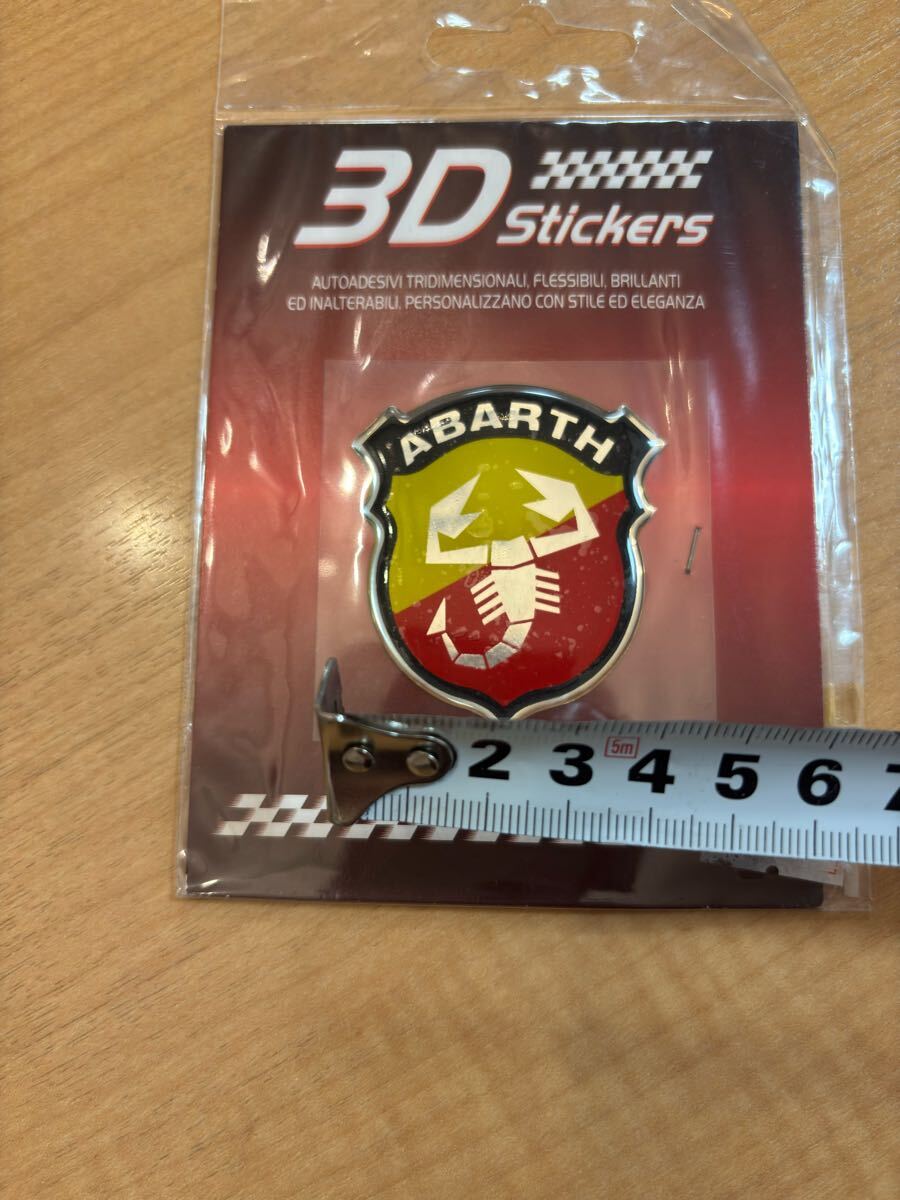 3D
Stickers
AUTOADESIVI TRIDIMENSIONALI, FLESSIBILI, BRILLANTI
ED INALTERABILI, PERSONALIZZANO CON STILE ED ELEGANZA
ABARTH
2 3 5m 4 5 6 7